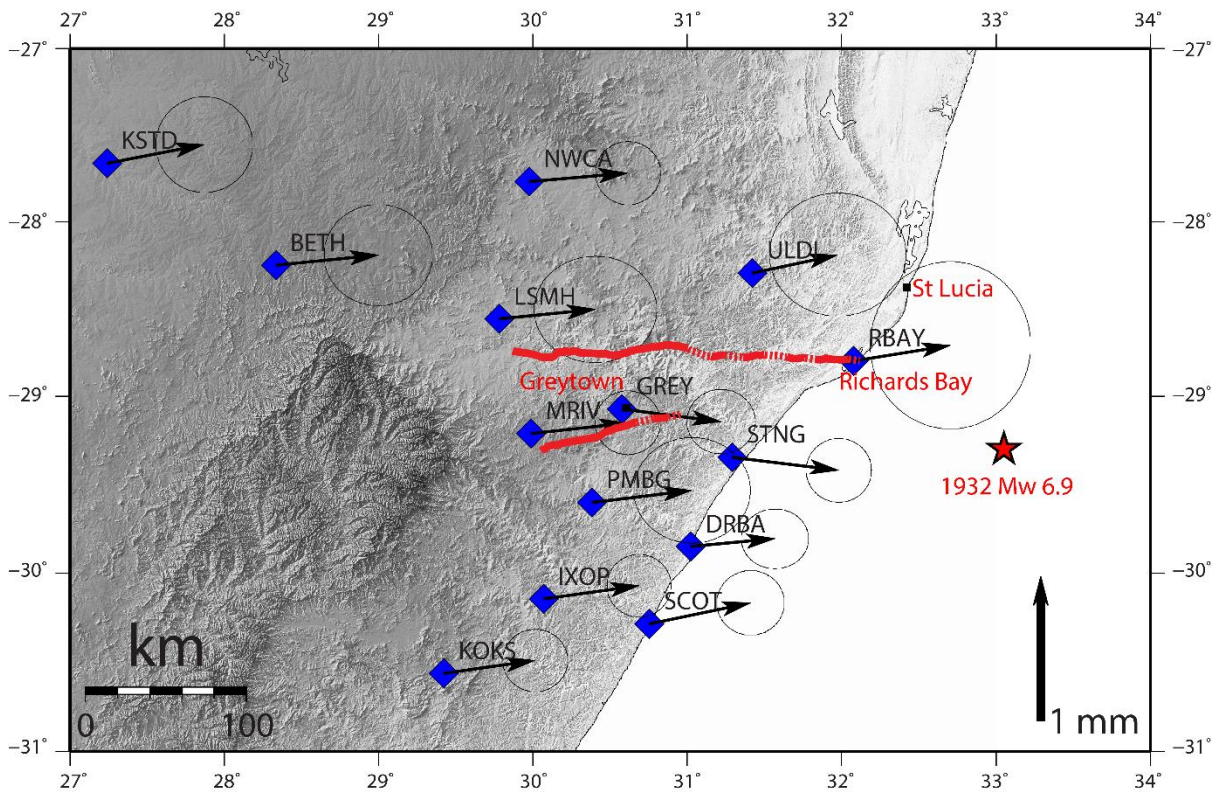 27° 28° 29° 30° 31° 32° 33° 34°
−27° −27°
KSTD
NWCA
−28° −28°
BETH
ULDI
LSMH
St Lucia
RBAY
Greytown
GREY
Richards Bay
−29° −29°
MRIV
STNG
PMBG
1932 Mw 6.9
DRBA
−30° −30°
IXOP
SCOT
km
KOKS
0 100
1 mm
−31° −31°
27° 28° 29° 30° 31° 32° 33° 34°